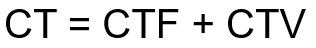 CT = CTF + CTV